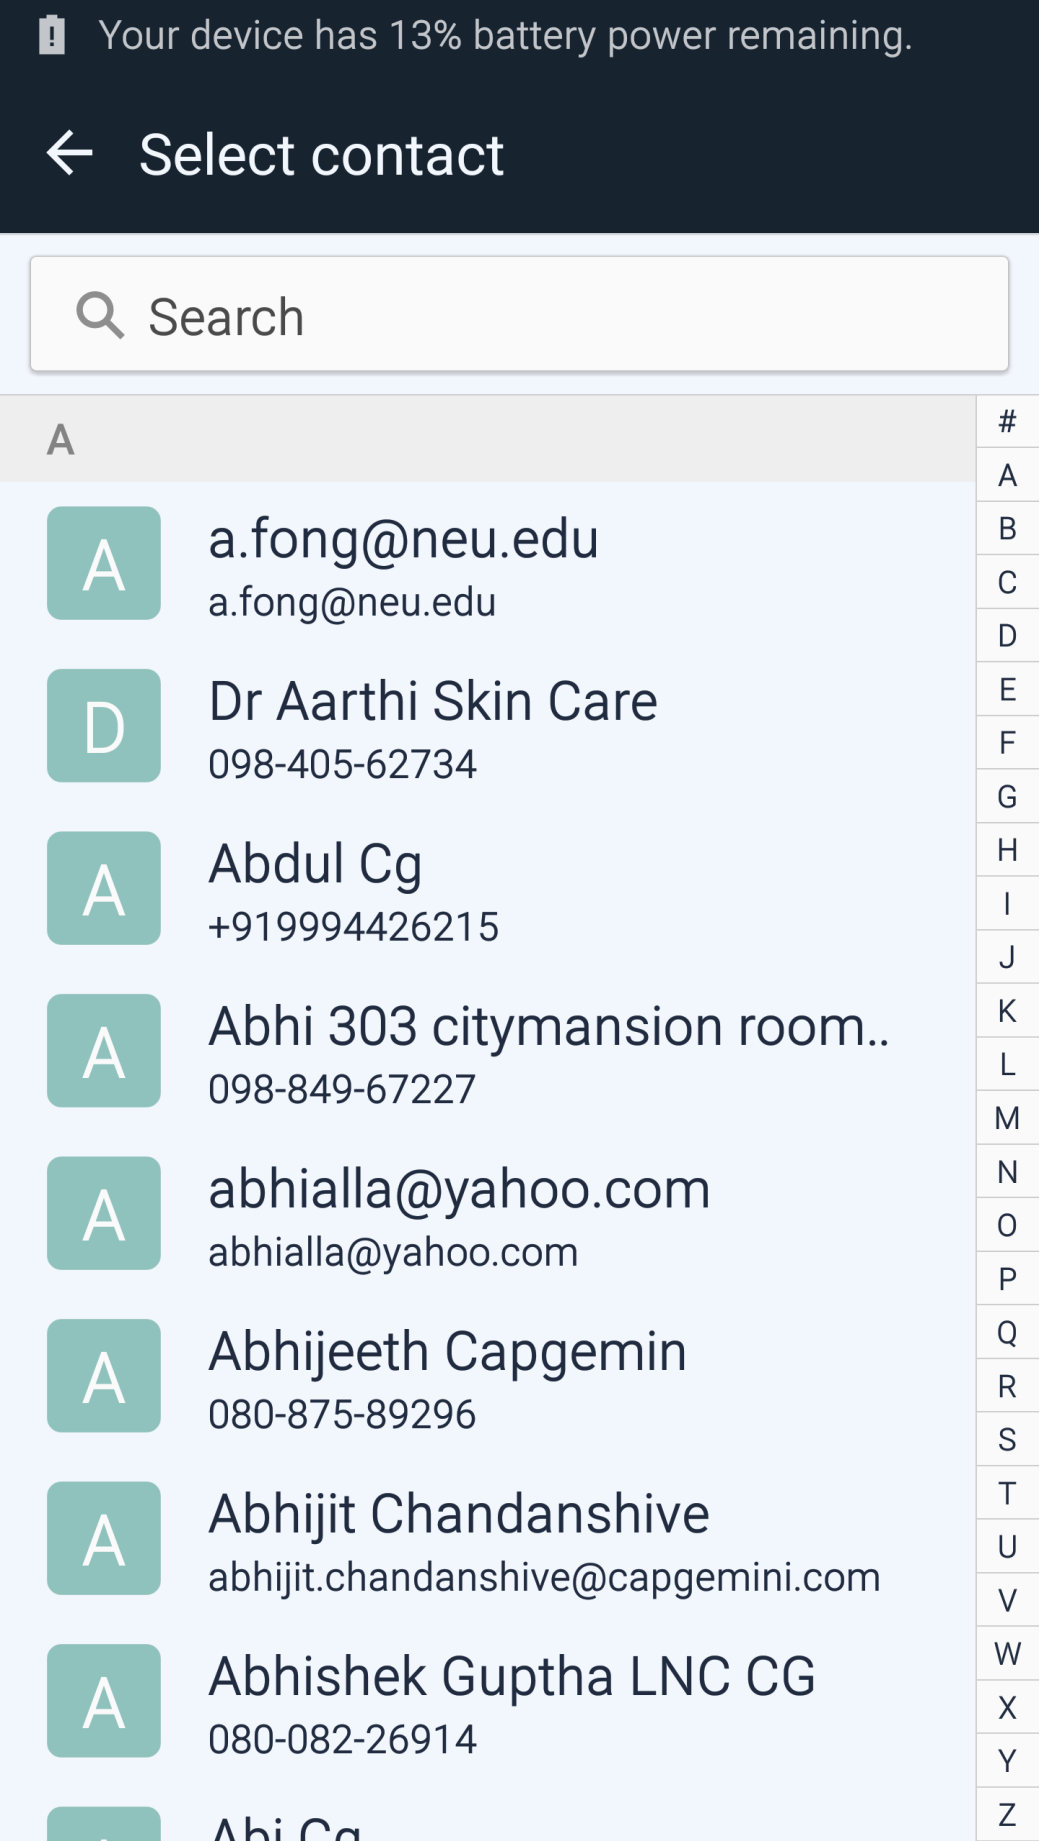 Your device has 13% battery power remaining.
Select contact
Search
A
#
A
B
C
D
E
F
G
H
I
J
K
L
M
N
O
P
Q
R
S
T
U
V
W
X
Y
Z
A
a.fong@neu.edu
a.fong@neu.edu
D
Dr Aarthi Skin Care
098-405-62734
A
Abdul Cg
+919994426215
A
Abhi 303 citymansion room..
098-849-67227
A
abhialla@yahoo.com
abhialla@yahoo.com
A
Abhijeeth Capgemin
080-875-89296
A
Abhijit Chandanshive
abhijit.chandanshive@capgemini.com
A
Abhishek Guptha LNC CG
080-082-26914
Abi Cg